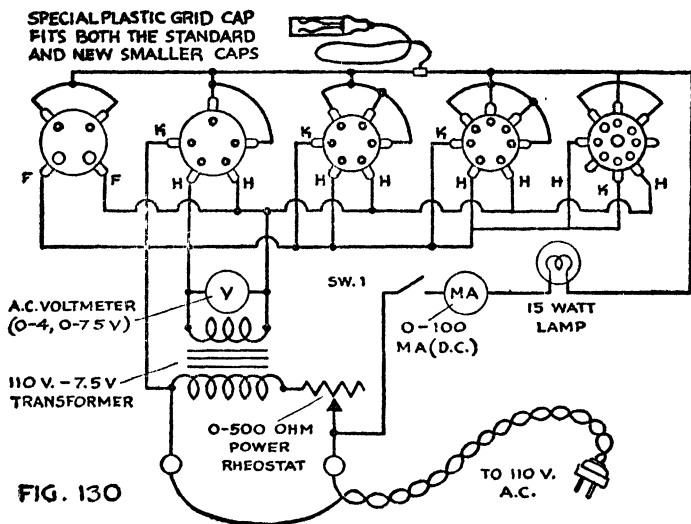 SPECIAL PLASTIC GRID CAP
FITS BOTH THE STANDARD
AND NEW SMALLER CAPS
K
K
K
F
F
H
H
H
H
H
H
H
K
H
A.C. VOLTMETER
(0-4, 0-7.5 V)
V
SW. 1
MA
0-100
MA (D.C.)
15 WATT
LAMP
110 V. - 7.5 V
TRANSFORMER
0-500 OHM
POWER
RHEOSTAT
TO 110 V.
A.C.
FIG. 130